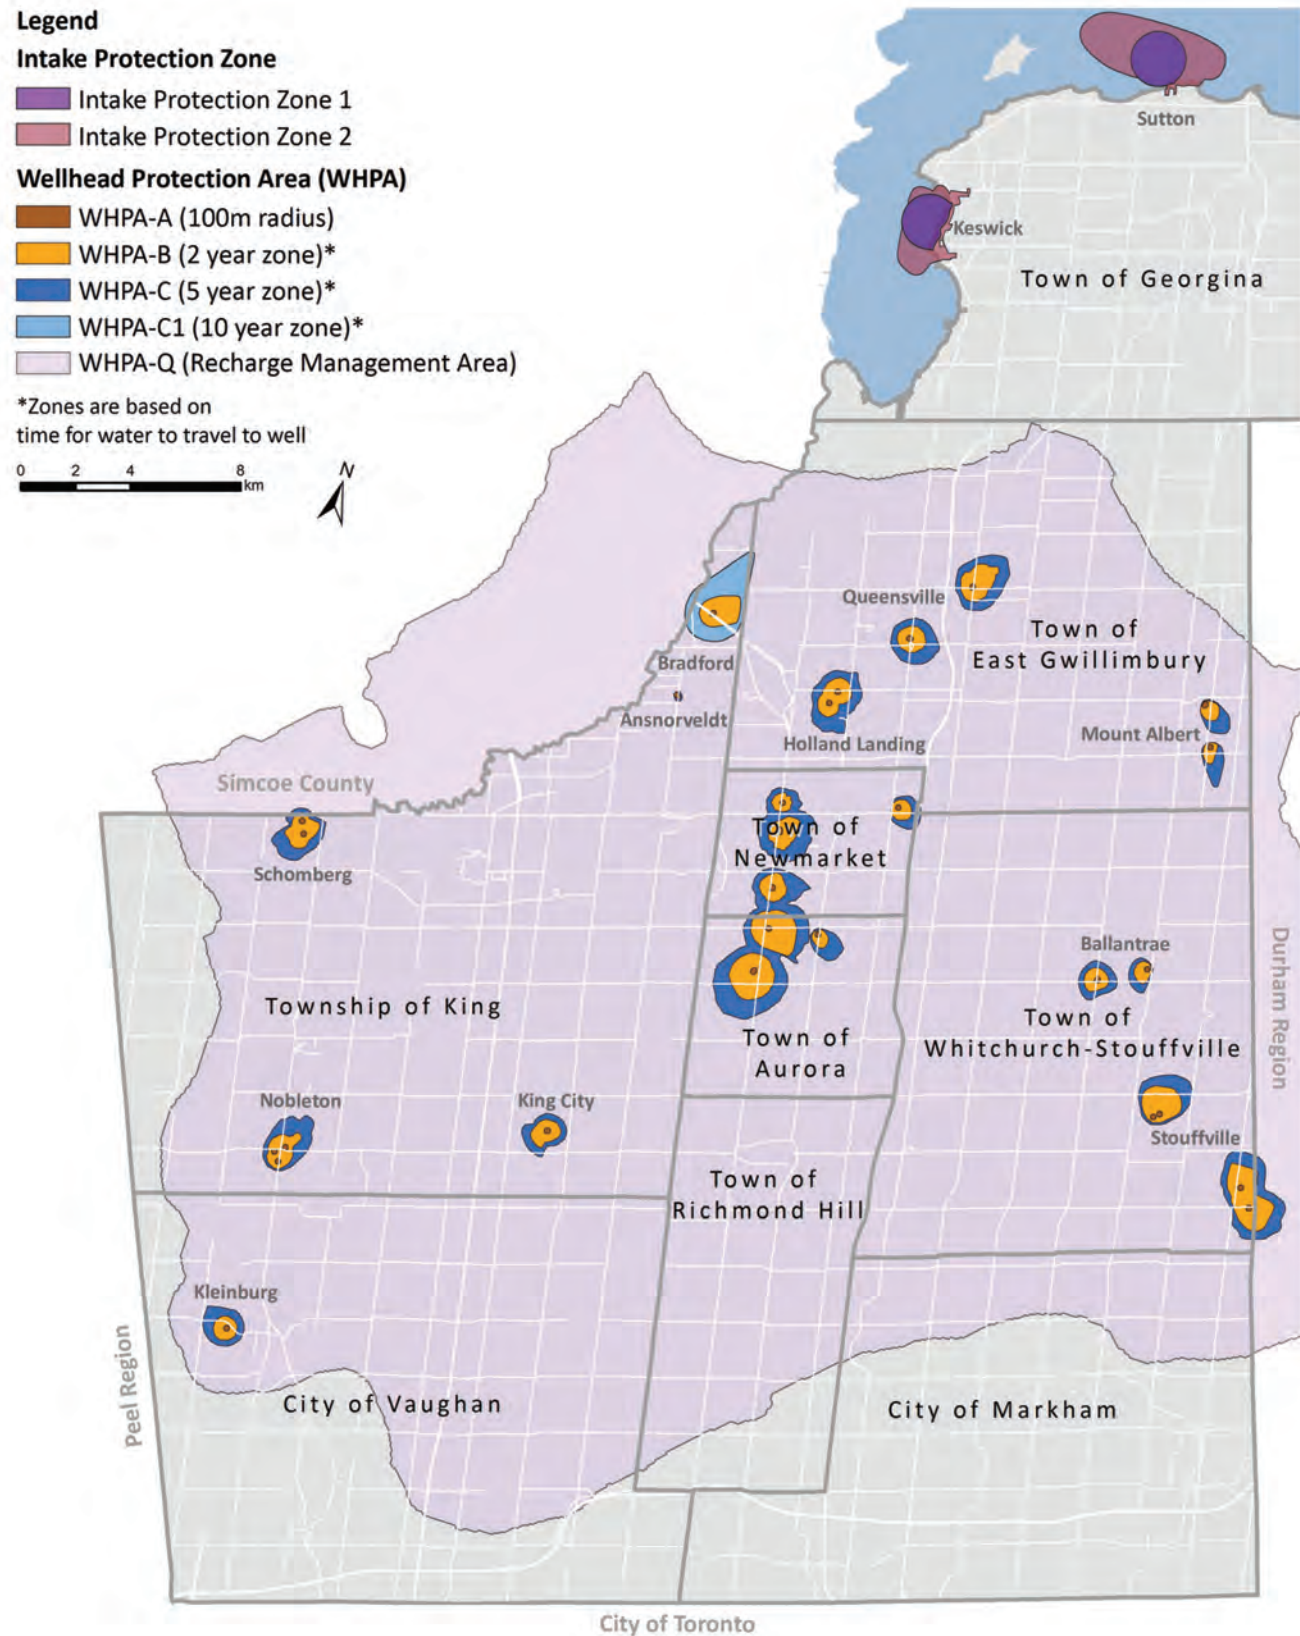 Legend
Intake Protection Zone
Intake Protection Zone 1
Intake Protection Zone 2
Wellhead Protection Area (WHPA)
WHPA-A (100m radius)
WHPA-B (2 year zone)*
WHPA-C (5 year zone)*
WHPA-C1 (10 year zone)*
WHPA-Q (Recharge Management Area)
*Zones are based on
time for water to travel to well
0 2 4 8
km
N
Sutton
Keswick
Town of Georgina
Queensville
Town of
East Gwillimbury
Bradford
Ansnorveldt
Holland Landing
Mount Albert
Simcoe County
Schomberg
Town of
Newmarket
Ballantrae
Durham Region
Township of King
Town of
Whitchurch-Stouffville
Town of
Aurora
Nobleton
King City
Stouffville
Town of
Richmond Hill
Kleinburg
Peel Region
City of Vaughan
City of Markham
City of Toronto